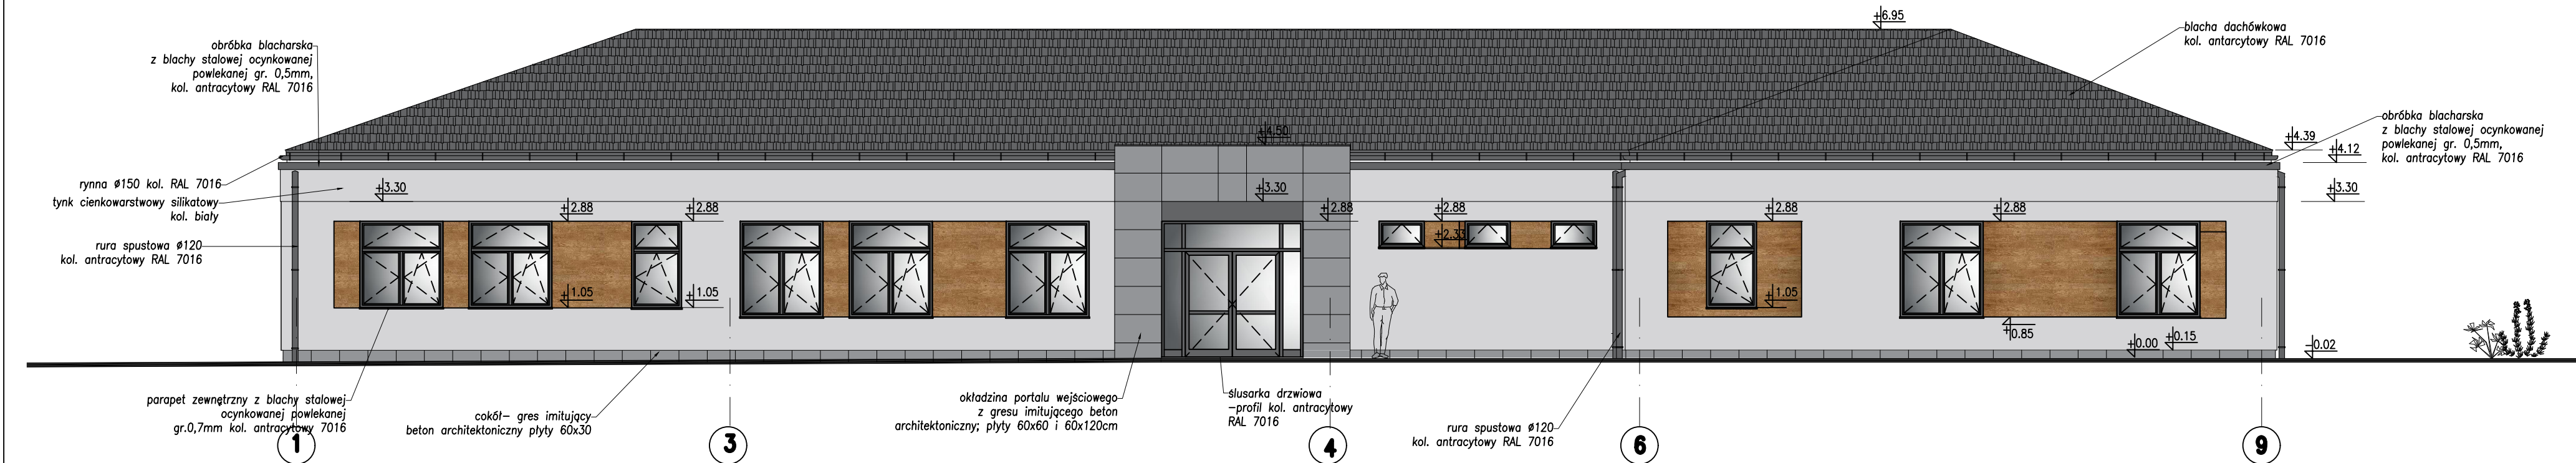 +6.95
blacha dachówkowa
kol. antarcytowy RAL 7016
obróbka blacharska
z blachy stalowej ocynkowanej
powlekanej gr. 0,5mm,
kol. antracytowy RAL 7016
obróbka blacharska
z blachy stalowej ocynkowanej
powlekanej gr. 0,5mm,
kol. antracytowy RAL 7016
+4.50
+4.39
+4.12
rynna ø150 kol. RAL 7016
tynk cienkowarstwowy silikatowy
kol. biały
rura spustowa ø120
kol. antracytowy RAL 7016
+3.30
+3.30
+3.30
+2.88
+2.88
+2.88
+2.88
+2.88
+2.88
+2.33
+1.05
+1.05
+1.05
+0.85
+0.00
+0.15
-0.02
parapet zewnętrzny z blachy stalowej
ocynkowanej powlekanej
gr.0,7mm kol. antracytowy 7016
cokół– gres imitujący
beton architektoniczny płyty 60x30
okładzina portalu wejściowego
z gresu imitującego beton
architektoniczny; płyty 60x60 i 60x120cm
ślusarka drzwiowa
–profil kol. antracytowy
RAL 7016
rura spustowa ø120
kol. antracytowy RAL 7016
1
3
4
6
9